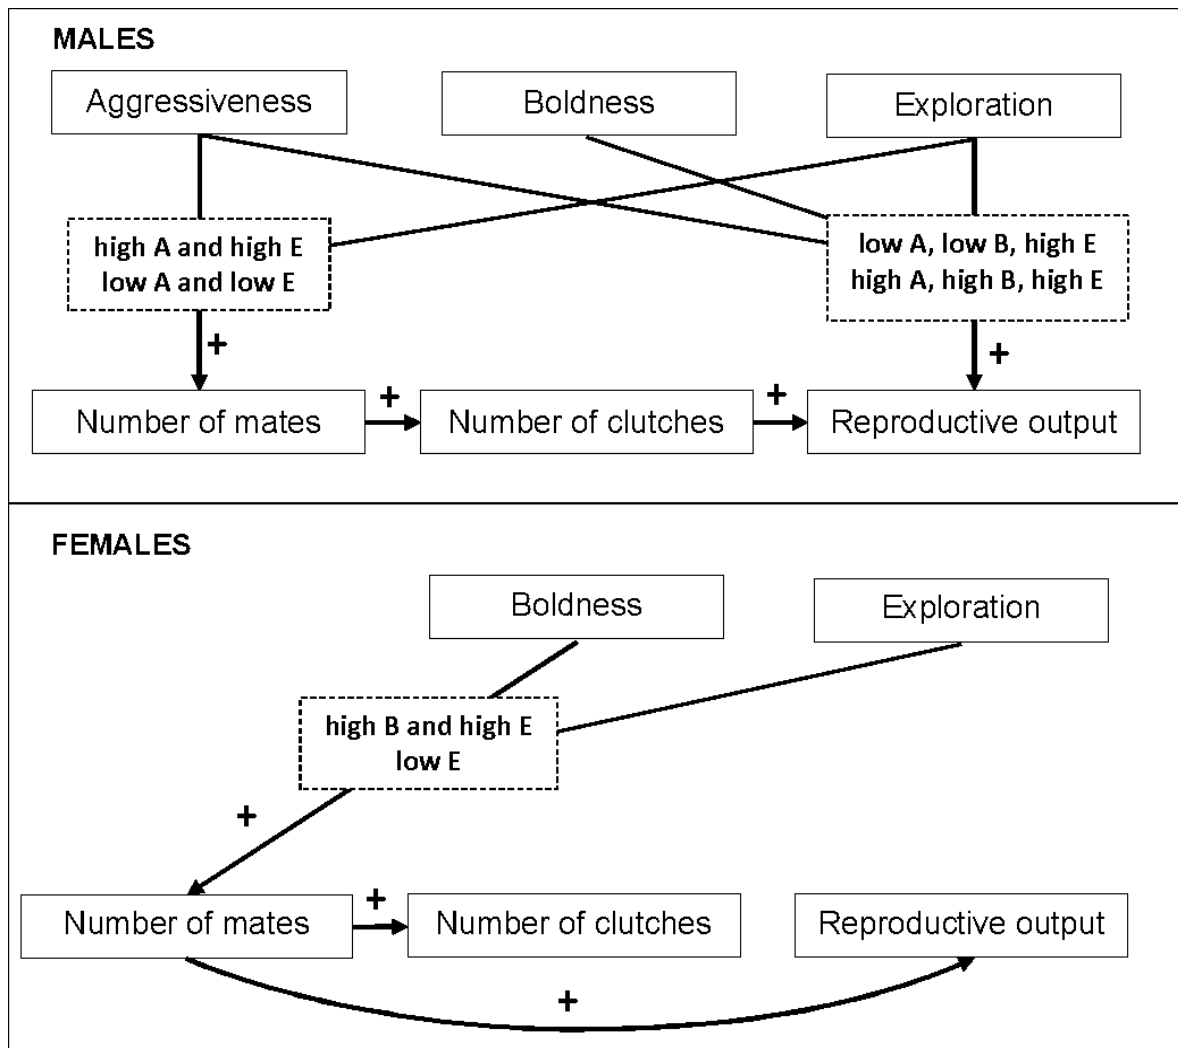 MALES
Aggressiveness
Boldness
Exploration
high A and high E
low A and low E
low A, low B, high E
high A, high B, high E
+
+
+
+
Number of mates
Number of clutches
Reproductive output
FEMALES
Boldness
Exploration
high B and high E
low E
+
+
Number of mates
Number of clutches
Reproductive output
+